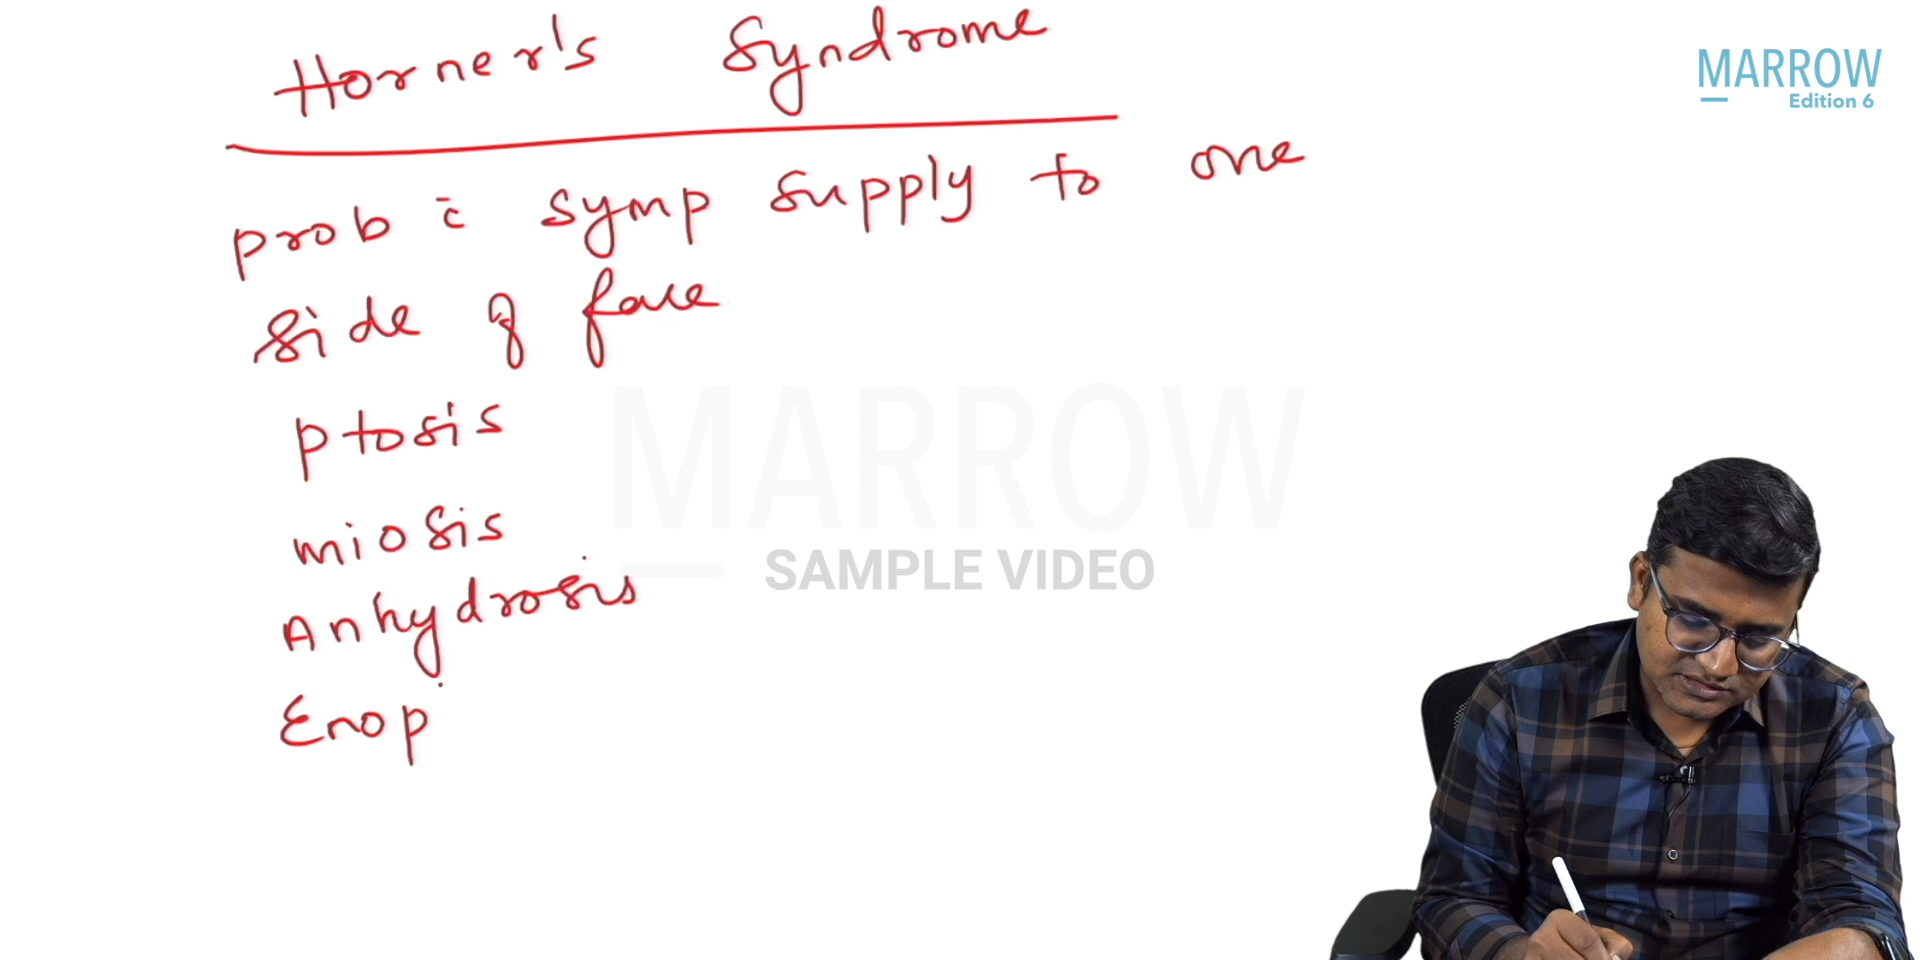 Horner's Syndrome
MARROW
Edition 6
prob c̄ symp supply to one
side of face
ptosis
miosis
Anhydrosis
Enop
MARROW
SAMPLE VIDEO